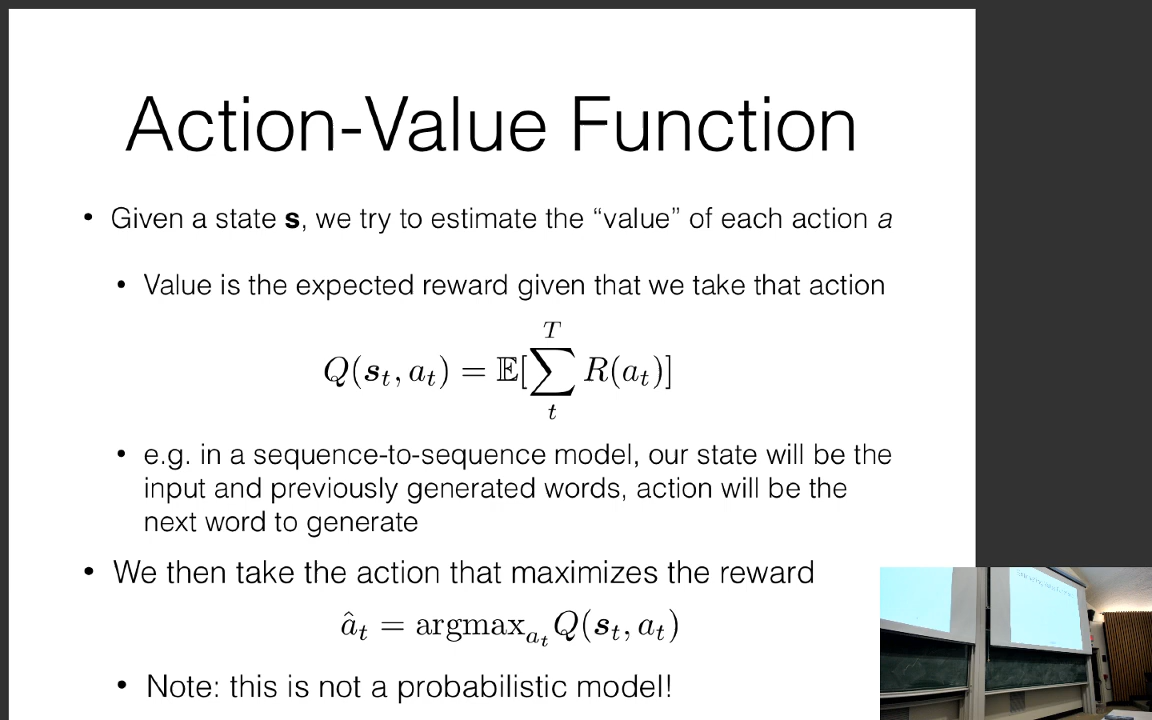 Action-Value Function
• Given a state s, we try to estimate the “value” of each action a
• Value is the expected reward given that we take that action
T
Q(s_t, a_t) = 𝔼[∑ R(a_t)]
t
• e.g. in a sequence-to-sequence model, our state will be the
input and previously generated words, action will be the
next word to generate
• We then take the action that maximizes the reward
â_t = argmax_{a_t} Q(s_t, a_t)
• Note: this is not a probabilistic model!